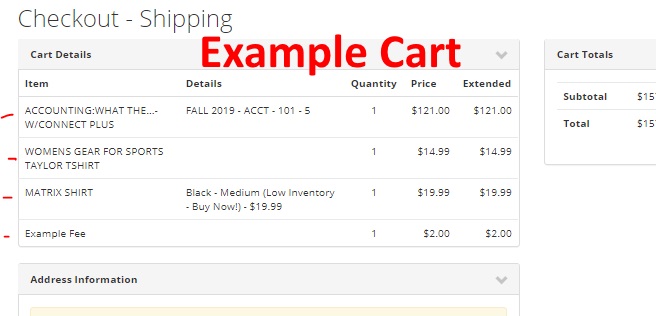 Checkout - Shipping
Example Cart
Cart Details
Cart Totals
Item Details Quantity Price Extended
ACCOUNTING:WHAT THE...- W/CONNECT PLUS FALL 2019 - ACCT - 101 - 5 1 $121.00 $121.00
WOMENS GEAR FOR SPORTS TAYLOR TSHIRT 1 $14.99 $14.99
MATRIX SHIRT Black - Medium (Low Inventory - Buy Now!) - $19.99 1 $19.99 $19.99
Example Fee 1 $2.00 $2.00
Subtotal $15
Total $15
Address Information